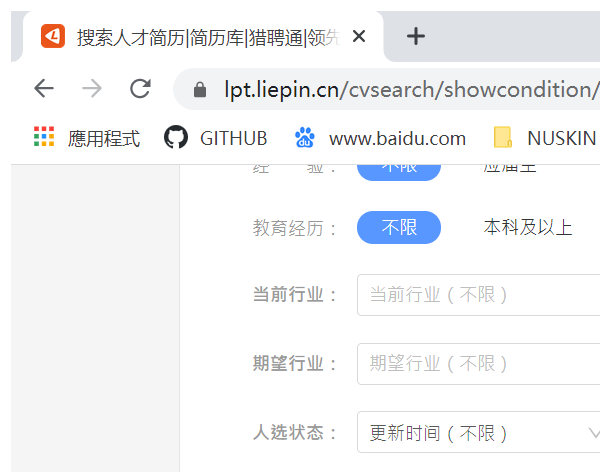 搜索人才简历|简历库|猎聘通|领先
lpt.liepin.cn/cvsearch/showcondition/
應用程式 GITHUB www.baidu.com NUSKIN
经 验： 不限 应届生
教育经历： 不限 本科及以上
当前行业： 当前行业（不限）
期望行业： 期望行业（不限）
人选状态： 更新时间（不限）